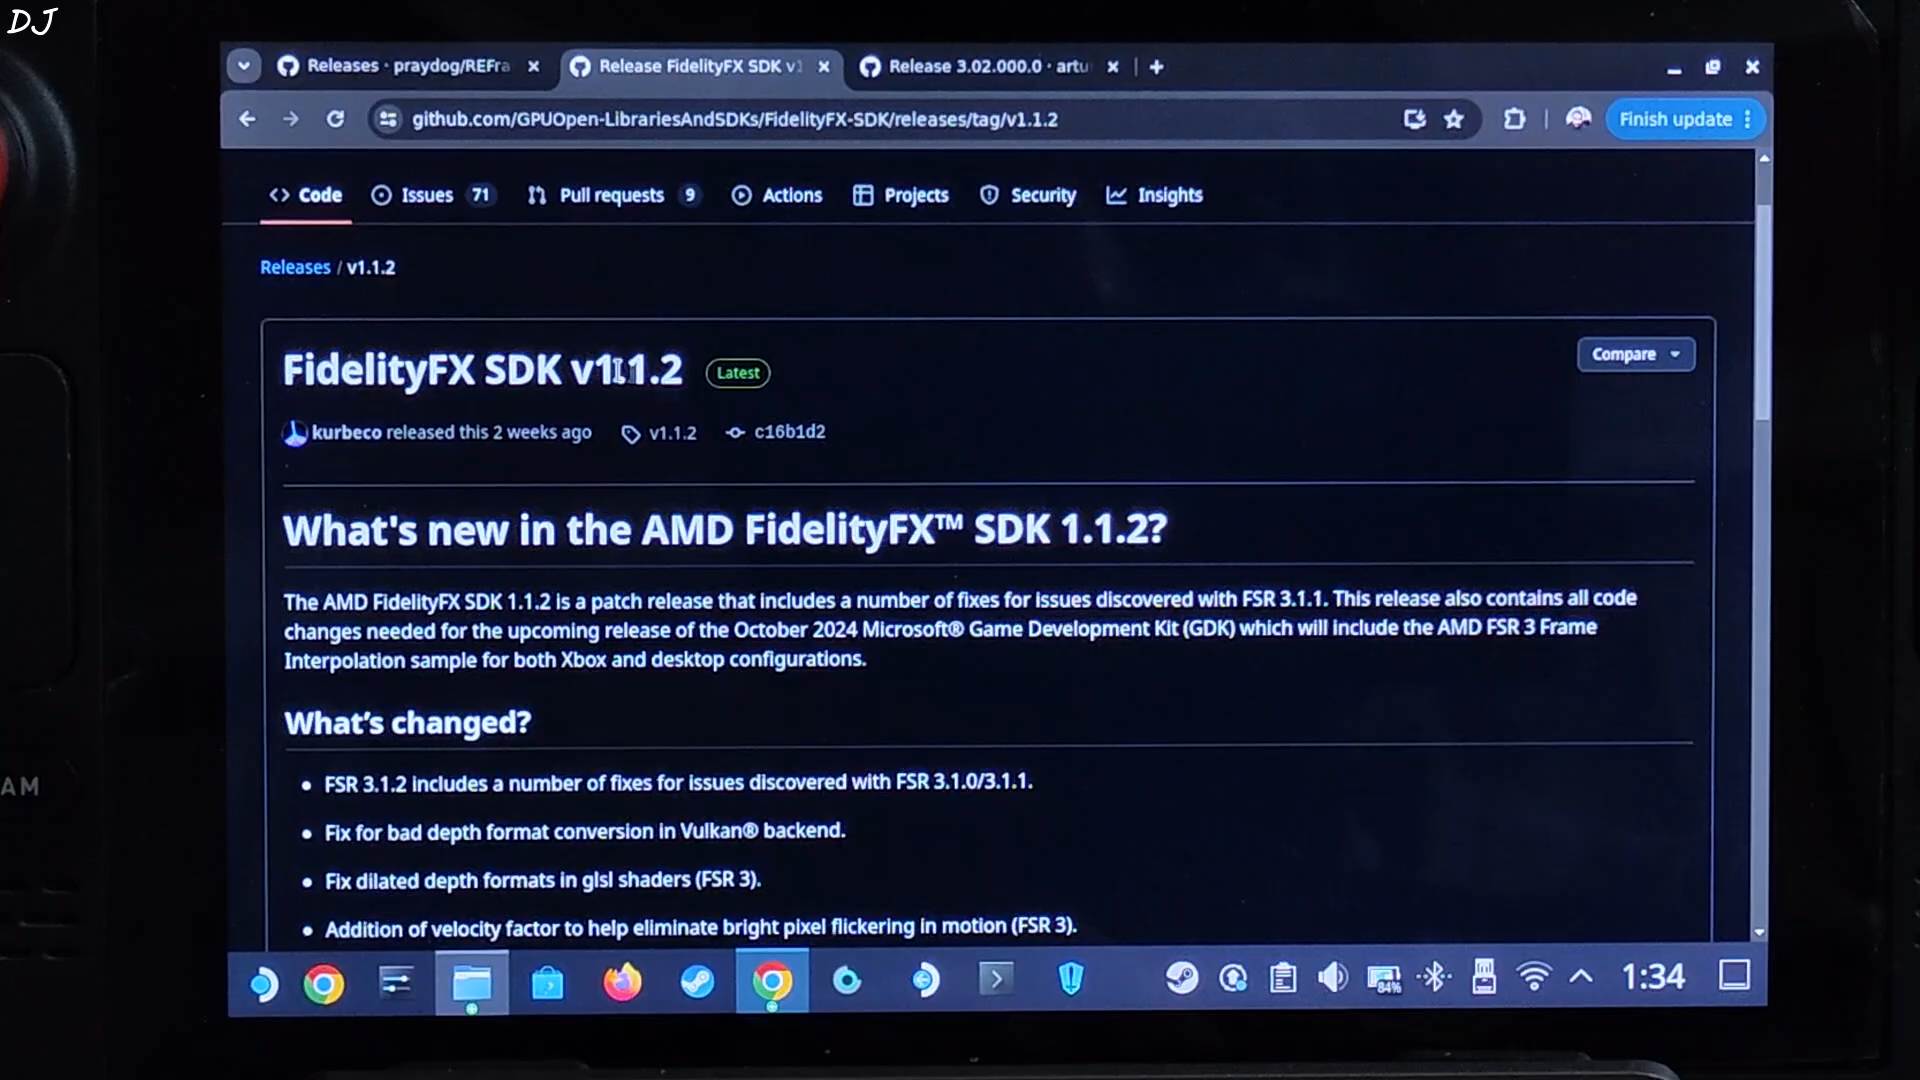 DJ
Releases · praydog/REFra
Release FidelityFX SDK v1
Release 3.02.000.0 · artu
github.com/GPUOpen-LibrariesAndSDKs/FidelityFX-SDK/releases/tag/v1.1.2
Finish update
Code
Issues 71
Pull requests 9
Actions
Projects
Security
Insights
Releases / v1.1.2
FidelityFX SDK v1.1.2 Latest
Compare
kurbeco released this 2 weeks ago v1.1.2 c16b1d2
What's new in the AMD FidelityFX™ SDK 1.1.2?
The AMD FidelityFX SDK 1.1.2 is a patch release that includes a number of fixes for issues discovered with FSR 3.1.1. This release also contains all code
changes needed for the upcoming release of the October 2024 Microsoft® Game Development Kit (GDK) which will include the AMD FSR 3 Frame
Interpolation sample for both Xbox and desktop configurations.
What's changed?
FSR 3.1.2 includes a number of fixes for issues discovered with FSR 3.1.0/3.1.1.
Fix for bad depth format conversion in Vulkan® backend.
Fix dilated depth formats in glsl shaders (FSR 3).
Addition of velocity factor to help eliminate bright pixel flickering in motion (FSR 3).
AM
84%
1:34